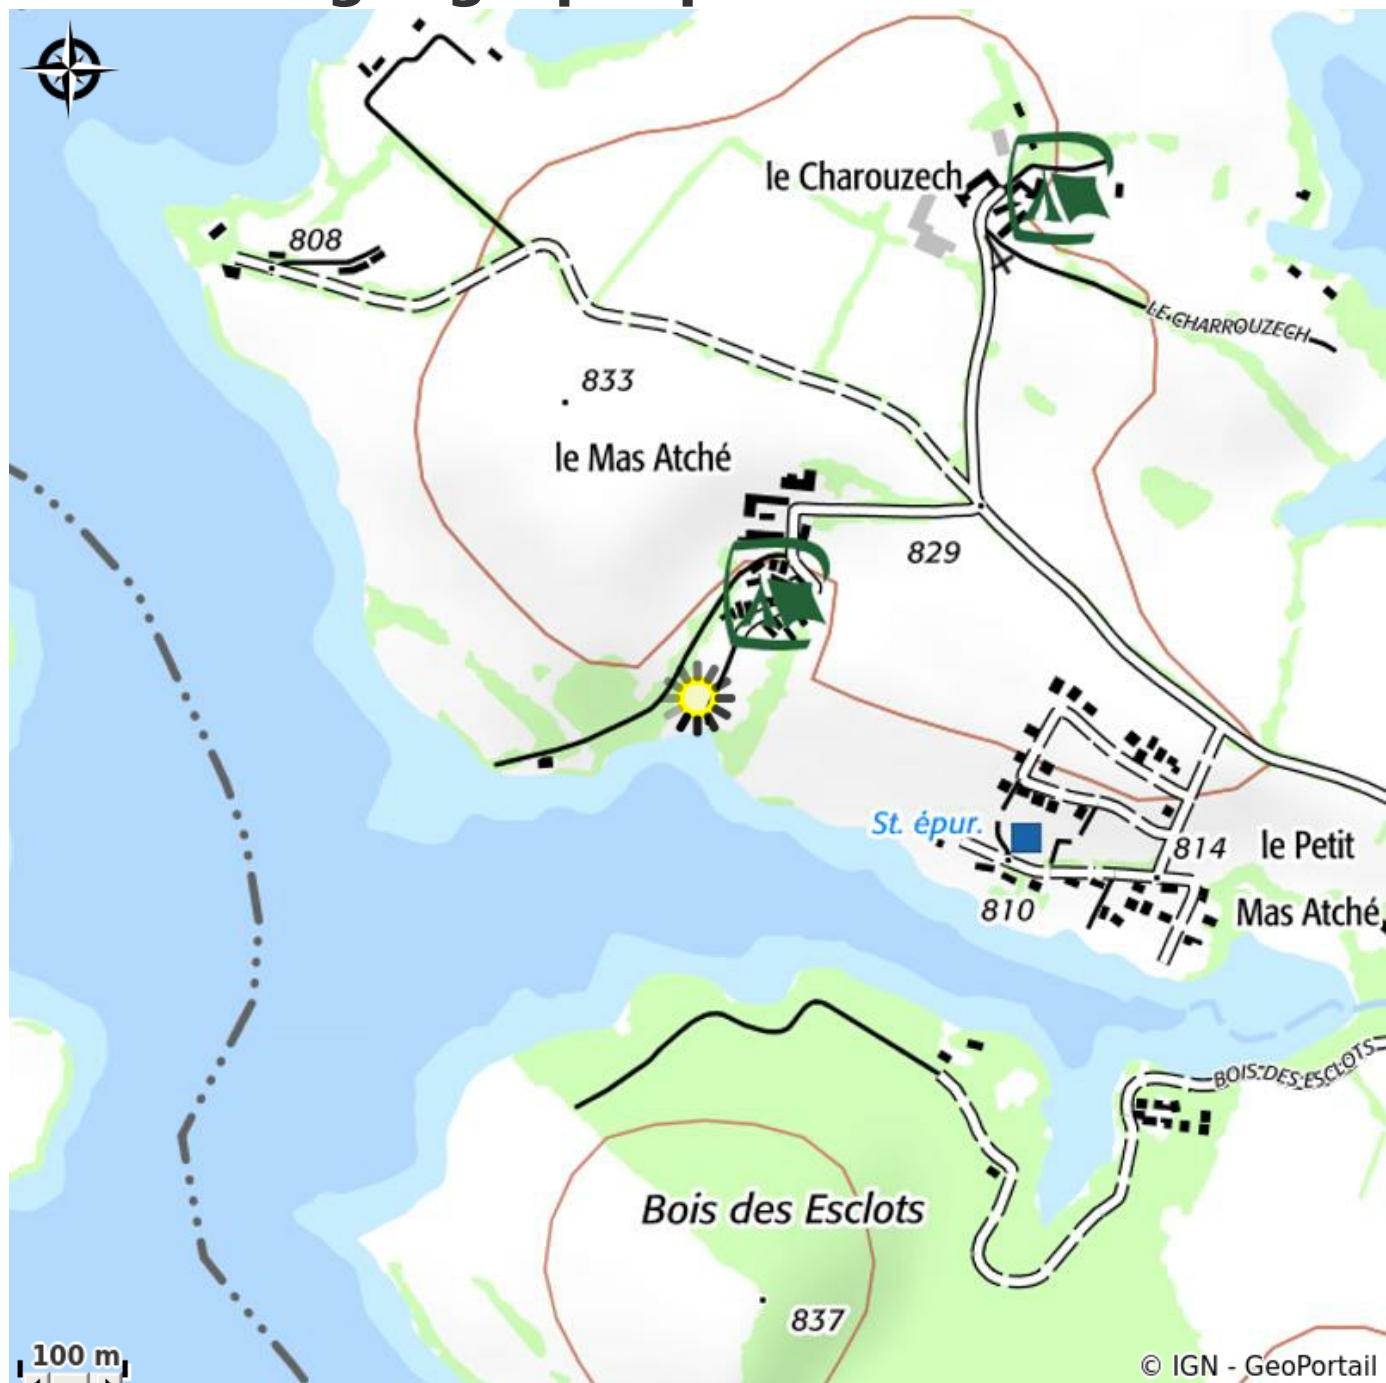 le Charouzech
808
LE CHARROUZECH
833
le Mas Atché
829
St. épur.
814
le Petit
Mas Atché
810
BOIS DES ESCLOTS
Bois des Esclots
837
100 m
© IGN - GeoPortail